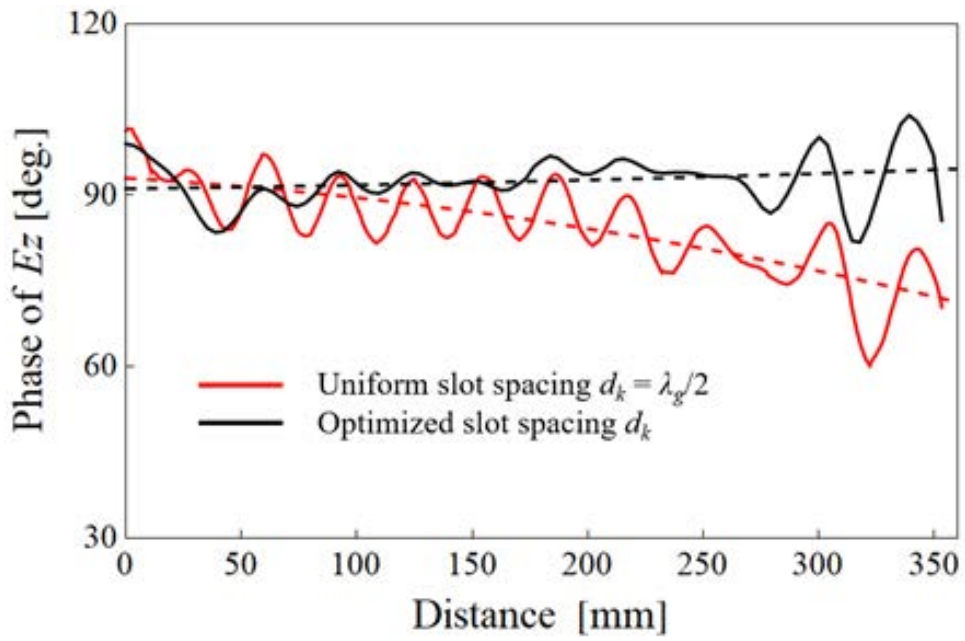 120
90
60
30
Phase of Ez [deg.]
Uniform slot spacing dₖ = λg/2
Optimized slot spacing dₖ
0 50 100 150 200 250 300 350
Distance [mm]